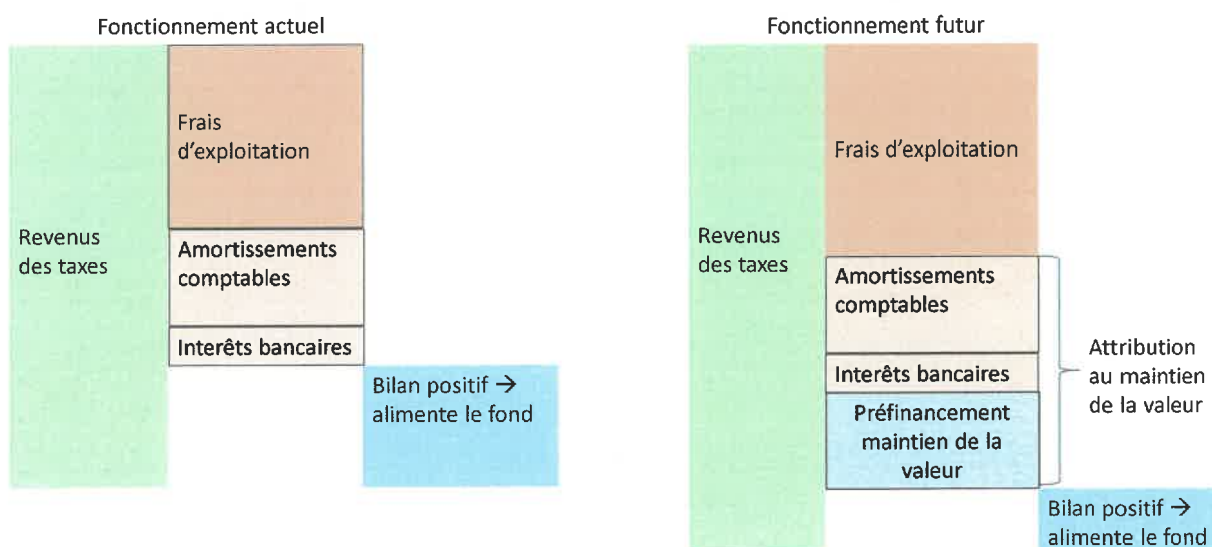 Fonctionnement actuel
Frais
d'exploitation
Revenus
des taxes
Amortissements
comptables
Interêts bancaires
Bilan positif →
alimente le fond
Fonctionnement futur
Frais d'exploitation
Revenus
des taxes
Amortissements
comptables
Interêts bancaires
Préfinancement
maintien de la
valeur
Attribution
au maintien
de la valeur
Bilan positif →
alimente le fond